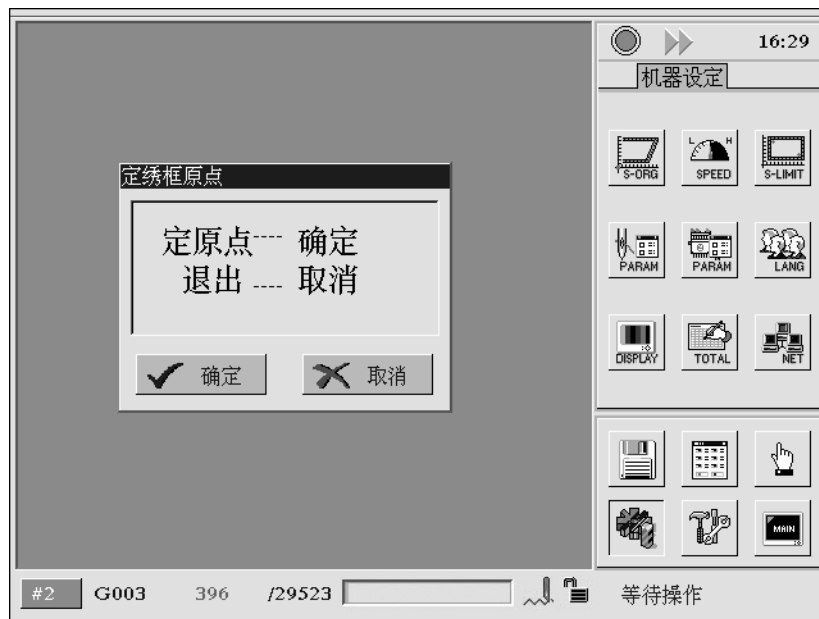 16:29
机器设定
S-ORG
L H
SPEED
S-LIMIT
定绣框原点
定原点---- 确定
退出 ---- 取消
确定
取消
PARAM
PARAM
LANG
DISPLAY
TOTAL
NET
MAIN
#2
G003
396
/29523
等待操作